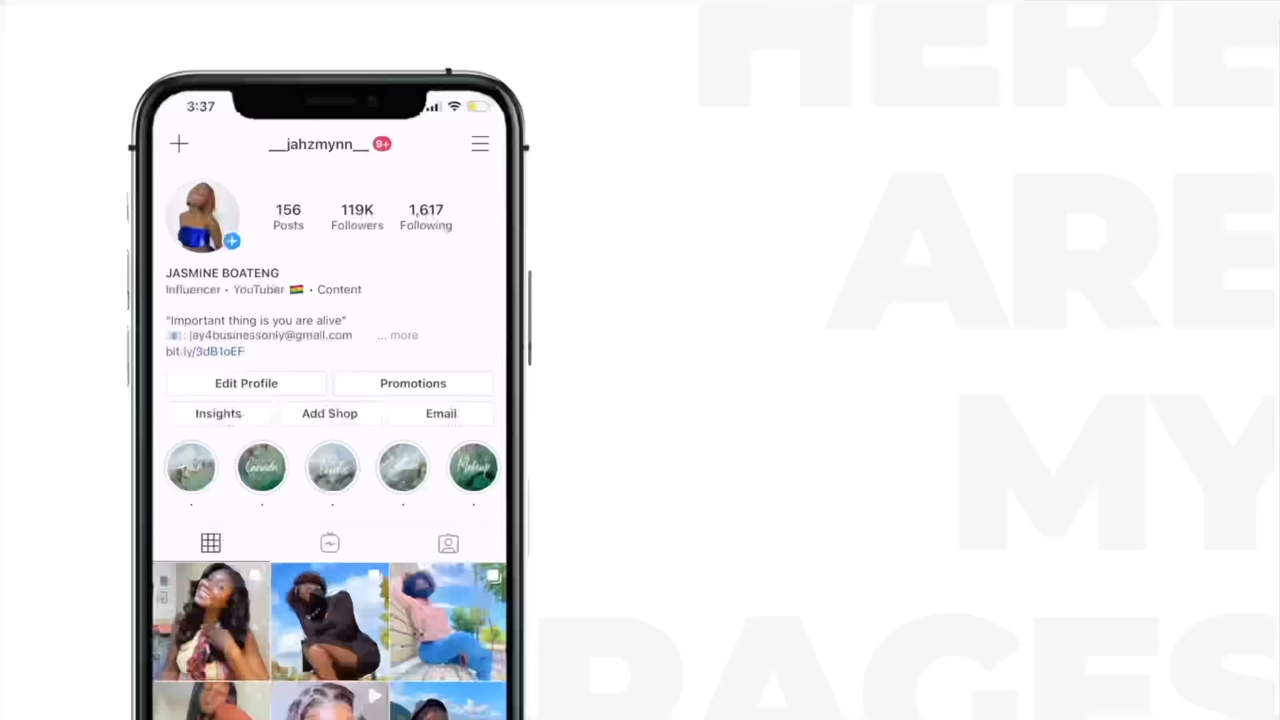 3:37
__jahzmynn__ 9+
156 119K 1,617
Posts Followers Following
JASMINE BOATENG
Influencer • YouTuber 🇬🇭 • Content
"Important thing is you are alive"
📧: jay4businessonly@gmail.com ... more
bit.ly/3dB1oEF
Edit Profile Promotions
Insights Add Shop Email
Canada Makeup
HERE
ARE
MY
PAGES